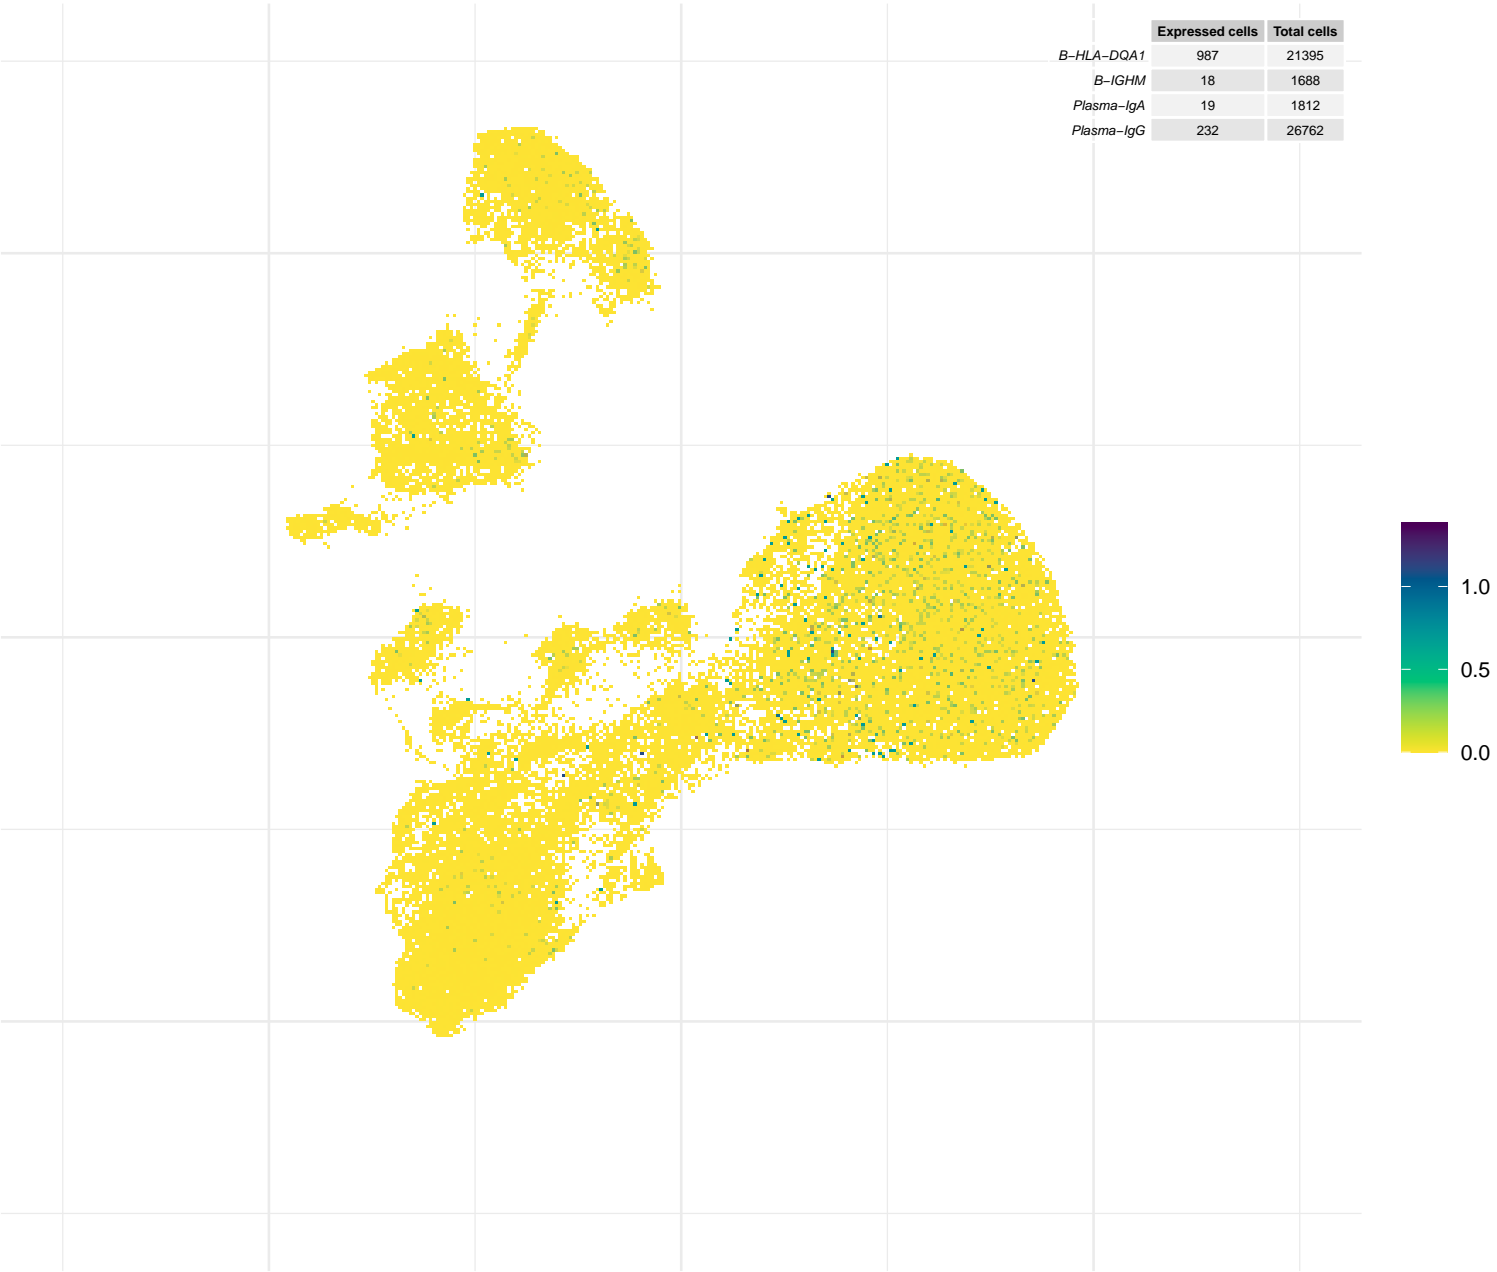 Expressed cells Total cells
B−HLA−DQA1 987 21395
B−IGHM 18 1688
Plasma−IgA 19 1812
Plasma−IgG 232 26762
1.0
0.5
0.0